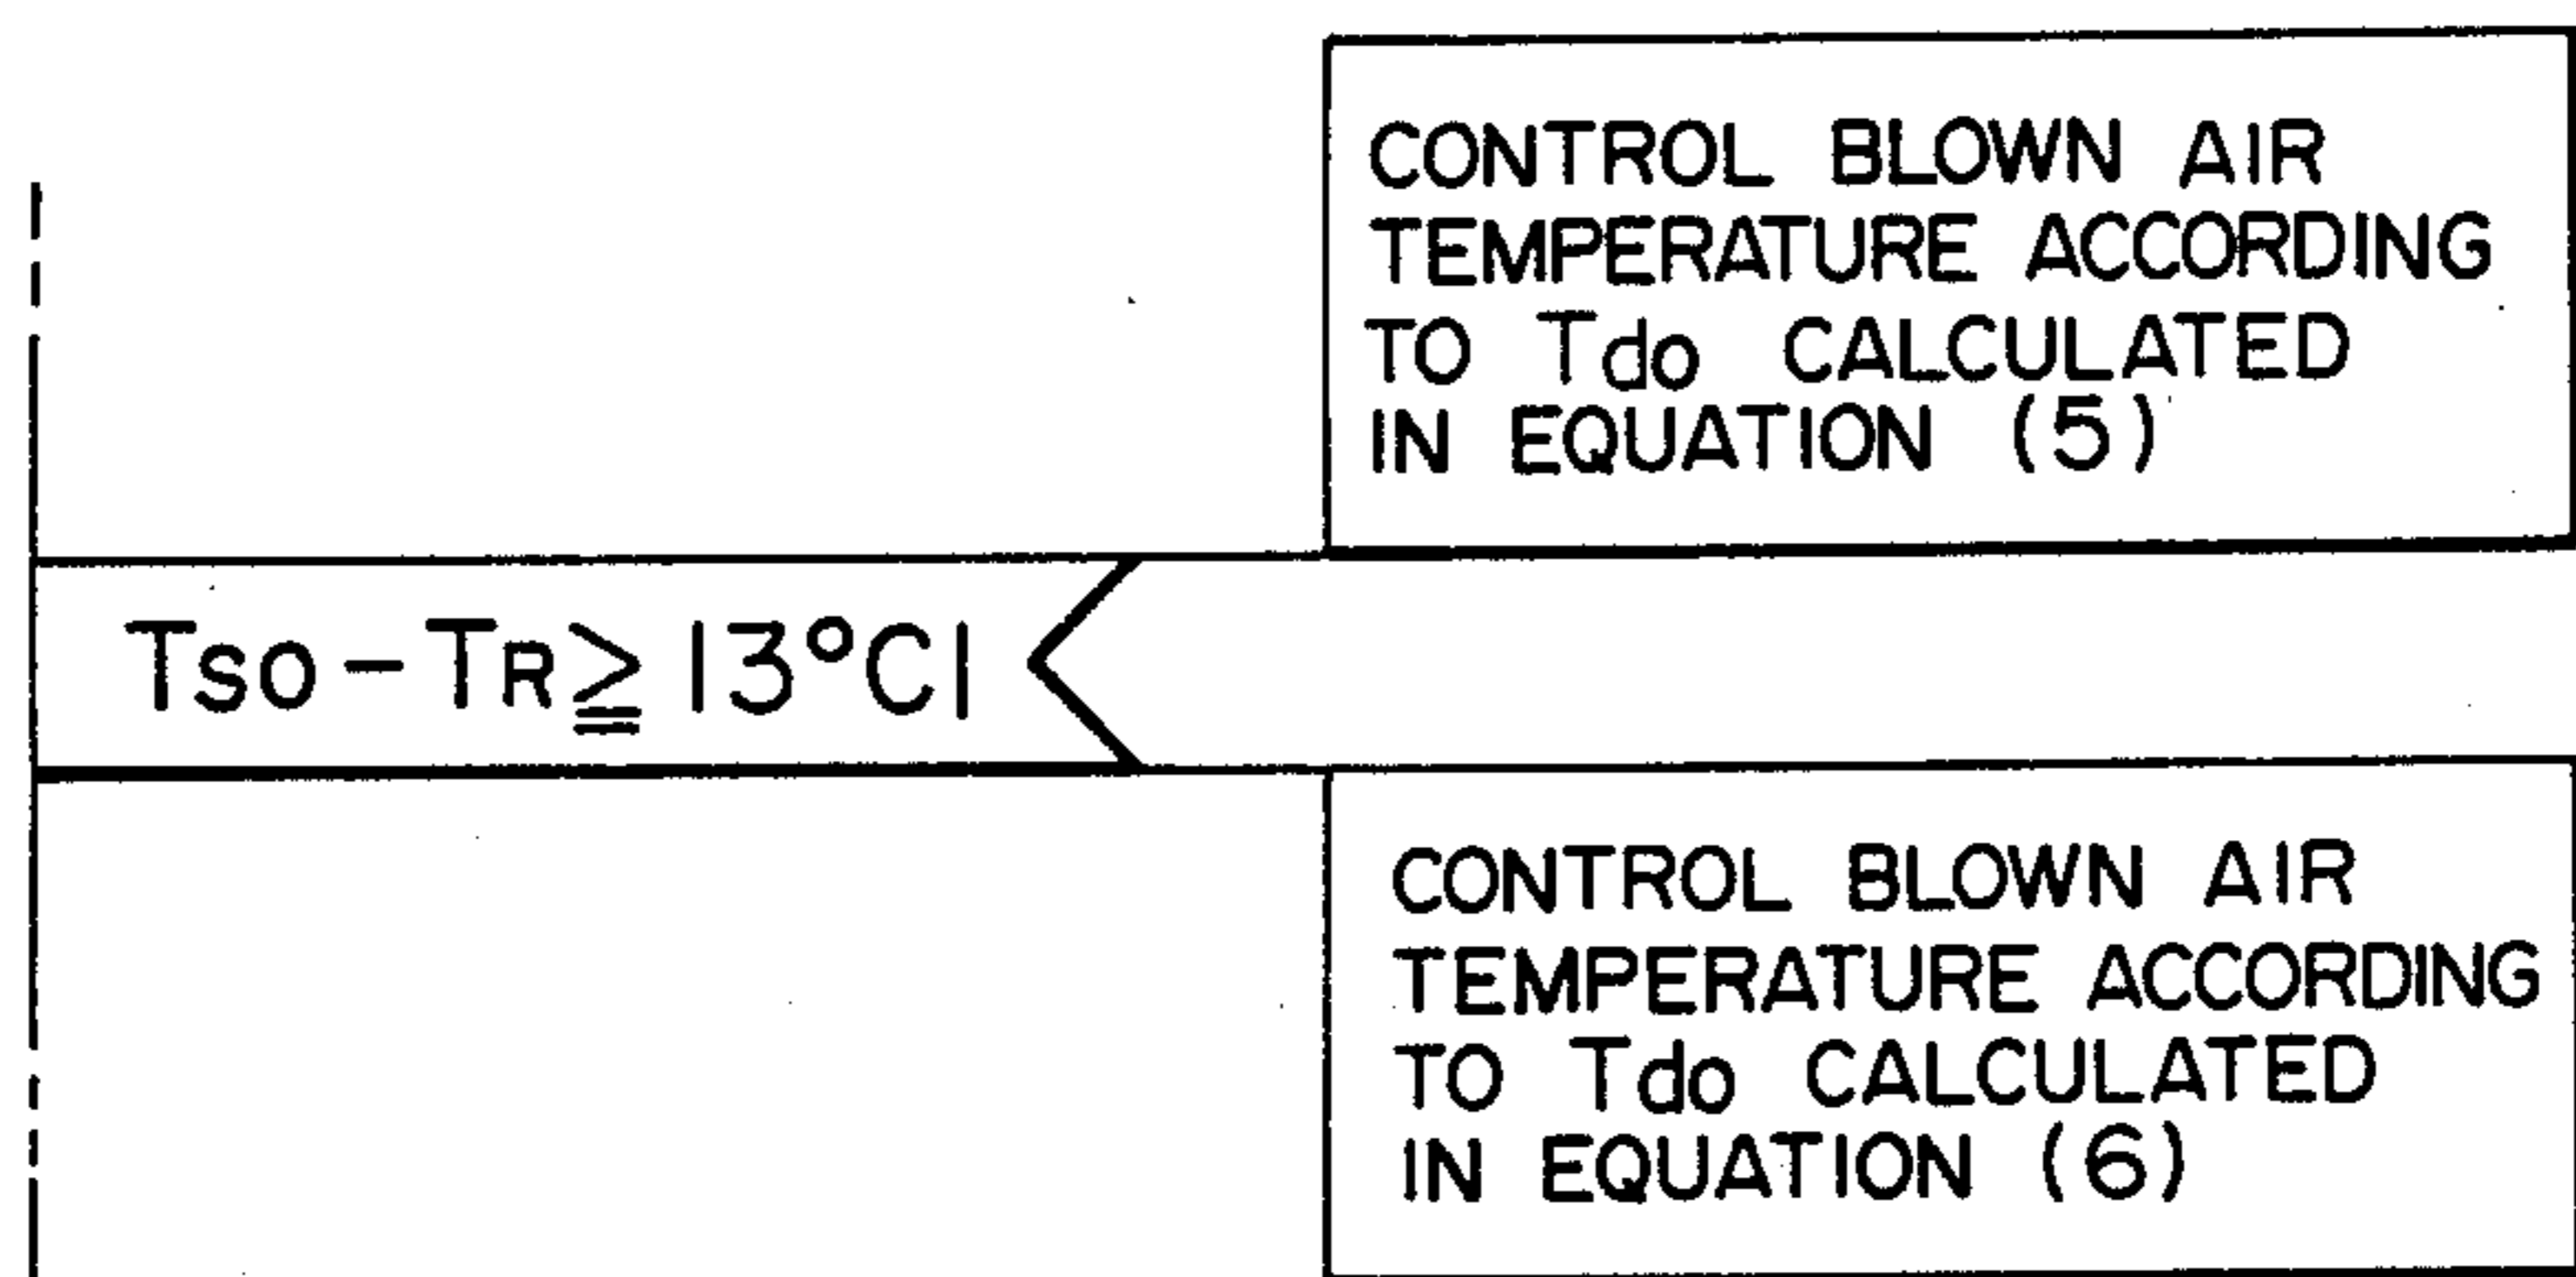 CONTROL BLOWN AIR
TEMPERATURE ACCORDING
TO Tdo CALCULATED
IN EQUATION (5)
TSO-TR≧|3°C|
CONTROL BLOWN AIR
TEMPERATURE ACCORDING
TO Tdo CALCULATED
IN EQUATION (6)